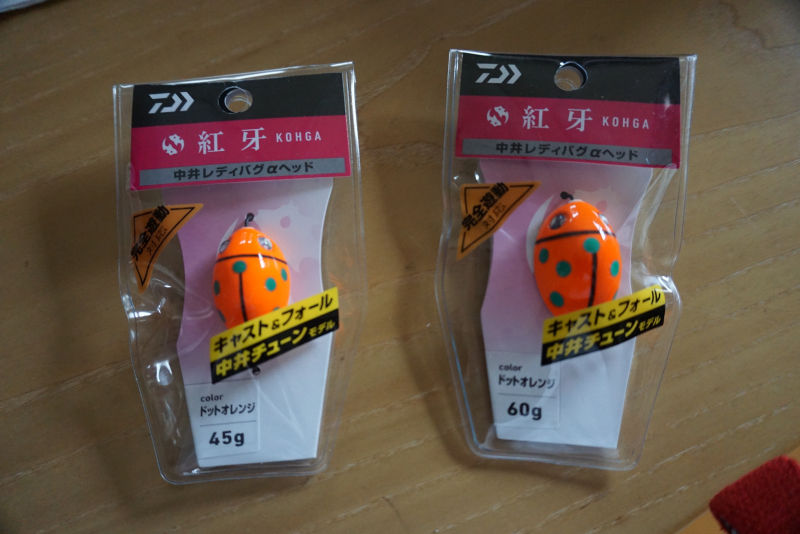 紅牙 KOHGA
中井レディバグαヘッド
完全遊動
対応
キャスト&フォール
中井チューンモデル
color
ドットオレンジ
45g
紅牙 KOHGA
中井レディバグαヘッド
完全遊動
対応
キャスト&フォール
中井チューンモデル
color
ドットオレンジ
60g